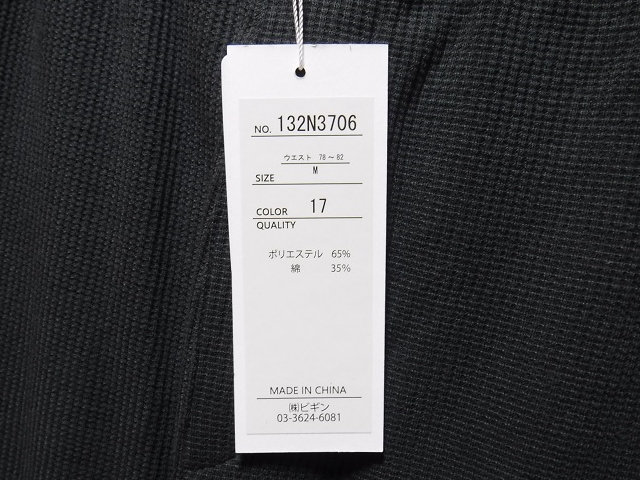 NO. 132N3706
ウエスト 78～82
SIZE M
COLOR 17
QUALITY
ポリエステル 65%
綿 35%
MADE IN CHINA
㈱ビギン
03-3624-6081